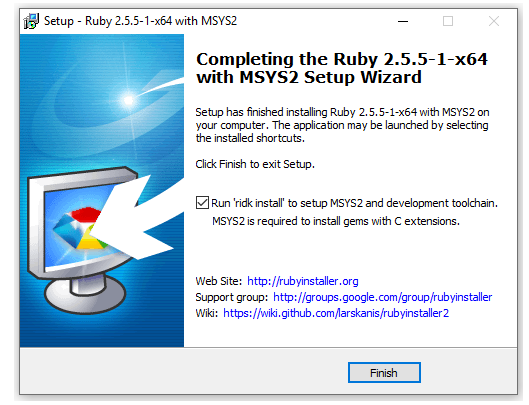 Setup - Ruby 2.5.5-1-x64 with MSYS2
Completing the Ruby 2.5.5-1-x64
with MSYS2 Setup Wizard
Setup has finished installing Ruby 2.5.5-1-x64 with MSYS2 on
your computer. The application may be launched by selecting
the installed shortcuts.
Click Finish to exit Setup.
Run 'ridk install' to setup MSYS2 and development toolchain.
MSYS2 is required to install gems with C extensions.
Web Site: http://rubyinstaller.org
Support group: http://groups.google.com/group/rubyinstaller
Wiki: https://wiki.github.com/larskanis/rubyinstaller2
Finish